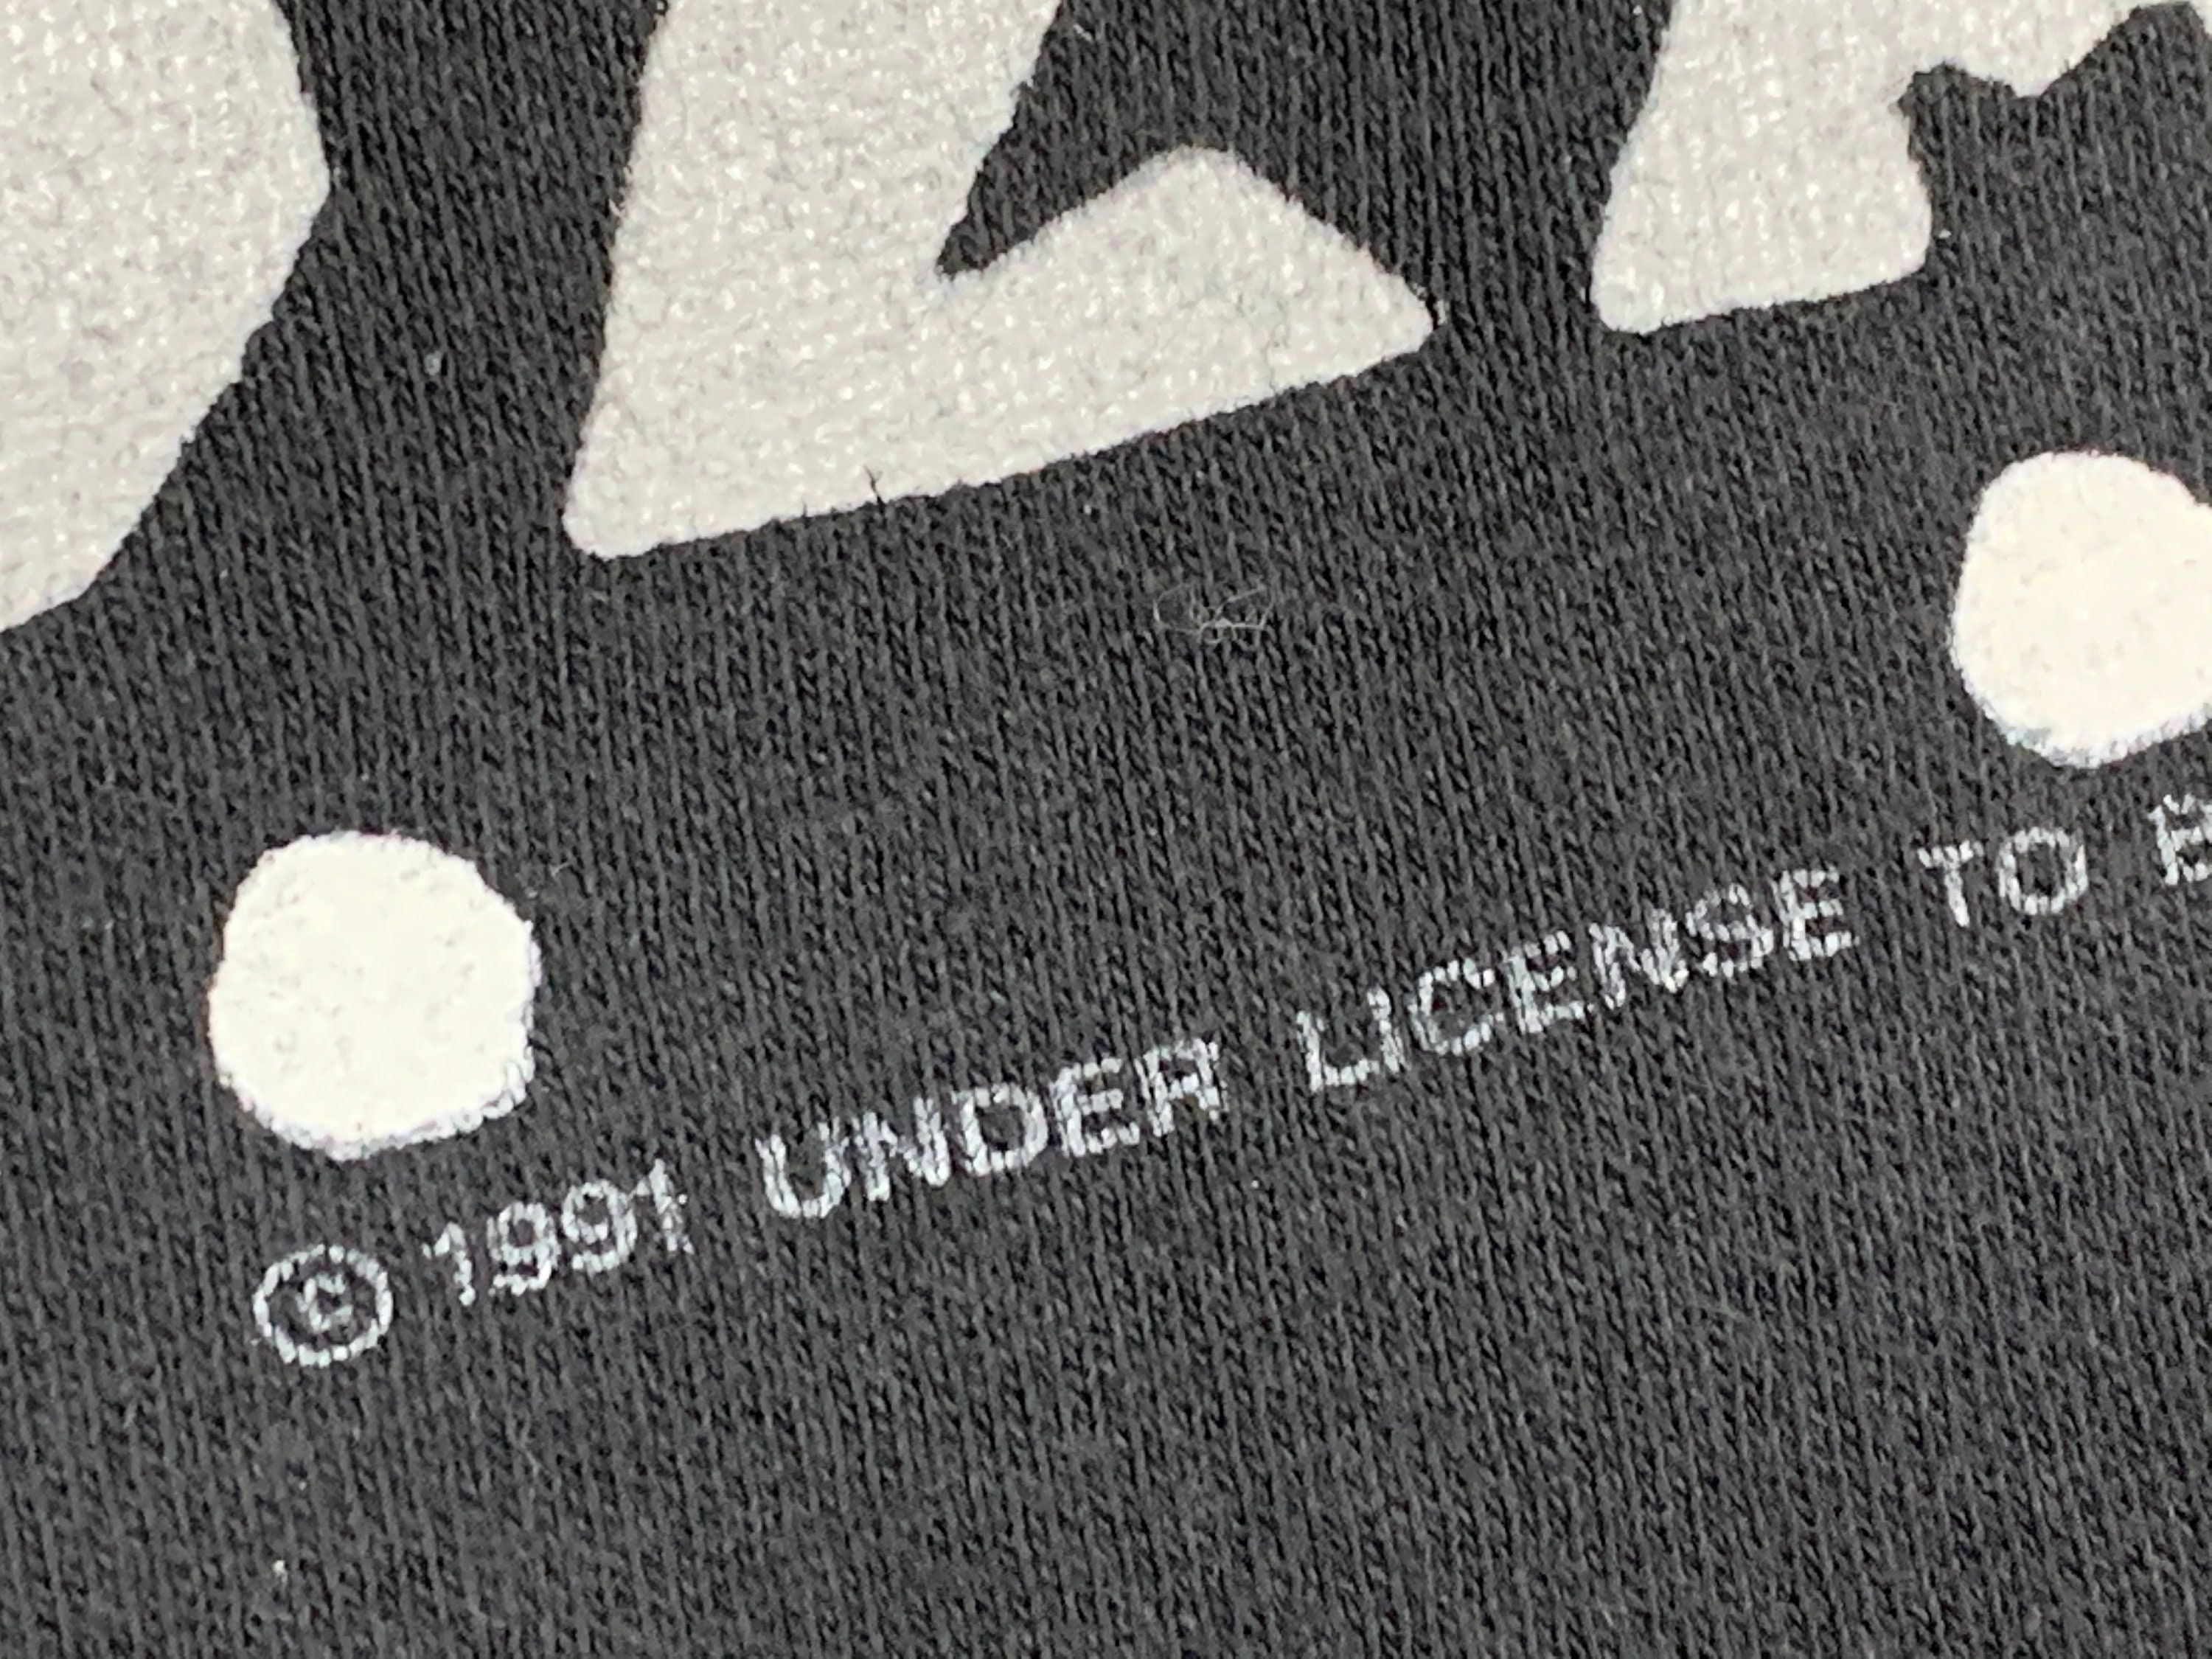 © 1991 UNDER LICENSE TO